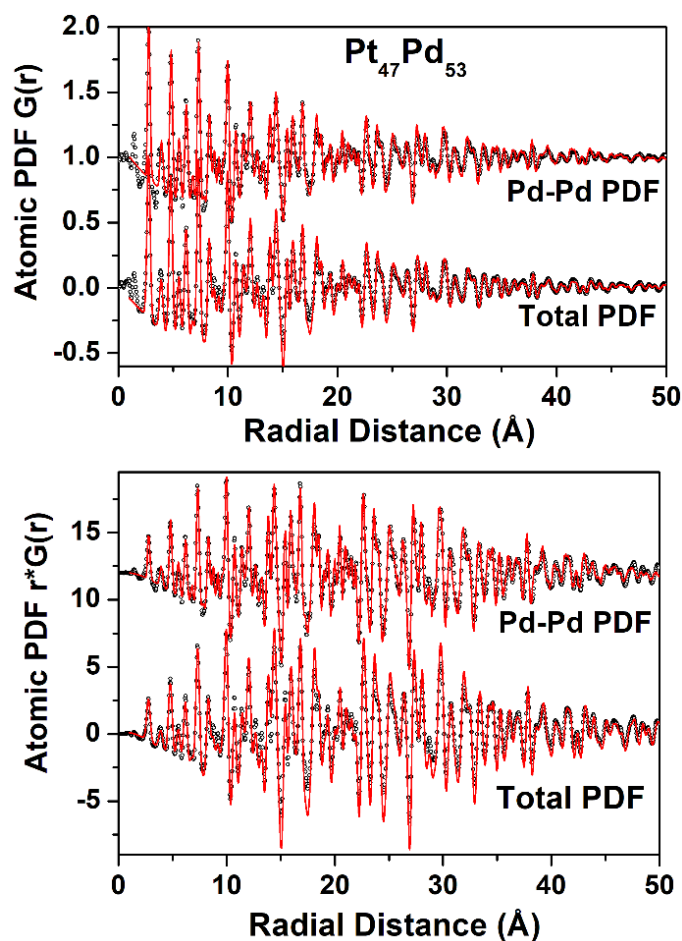 Pt47Pd53
Atomic PDF G(r)
2.0
1.5
1.0
0.5
0.0
-0.5
Pd-Pd PDF
Total PDF
0 10 20 30 40 50
Radial Distance (Å)
Atomic PDF r*G(r)
15
10
5
0
-5
Pd-Pd PDF
Total PDF
0 10 20 30 40 50
Radial Distance (Å)